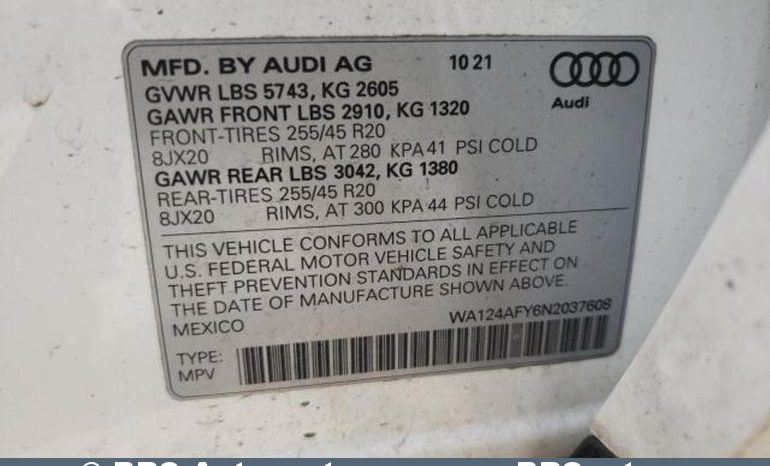 MFD. BY AUDI AG 10 21
GVWR LBS 5743, KG 2605
GAWR FRONT LBS 2910, KG 1320
Audi
FRONT-TIRES 255/45 R20
8JX20 RIMS, AT 280 KPA 41 PSI COLD
GAWR REAR LBS 3042, KG 1380
REAR-TIRES 255/45 R20
8JX20 RIMS, AT 300 KPA 44 PSI COLD
THIS VEHICLE CONFORMS TO ALL APPLICABLE
U.S. FEDERAL MOTOR VEHICLE SAFETY AND
THEFT PREVENTION STANDARDS IN EFFECT ON
THE DATE OF MANUFACTURE SHOWN ABOVE.
MEXICO WA124AFY6N2037608
TYPE:
MPV